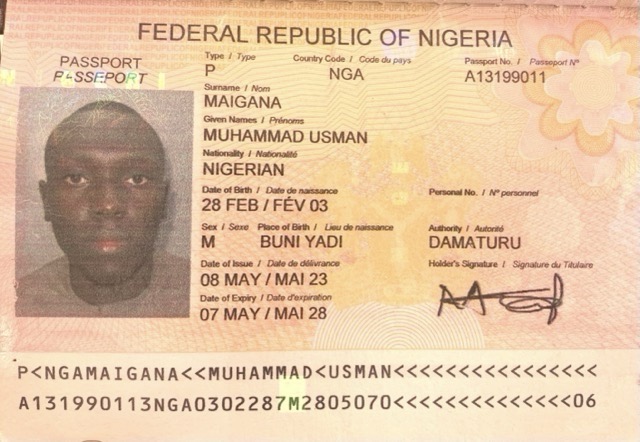 FEDERAL REPUBLIC OF NIGERIA
PASSPORT
PASSEPORT
Type / Type Country Code / Code du pays Passport No. / Passeport Nº
P NGA A13199011
Surname / Nom
MAIGANA
Given Names / Prénoms
MUHAMMAD USMAN
Nationality / Nationalité
NIGERIAN
Date of Birth / Date de naissance Personal No. / Nº personnel
28 FEB / FÉV 03
Sex / Sexe Place of Birth / Lieu de naissance Authority / Autorité
M BUNI YADI DAMATURU
Date of Issue / Date de délivrance Holder's Signature / Signature du Titulaire
08 MAY / MAI 23
Date of Expiry / Date d'expiration
07 MAY / MAI 28
P<NGAMAIGANA<<MUHAMMAD<USMAN<<<<<<<<<<<<<<<<
A131990113NGA0302287M2805070<<<<<<<<<<<<<<06